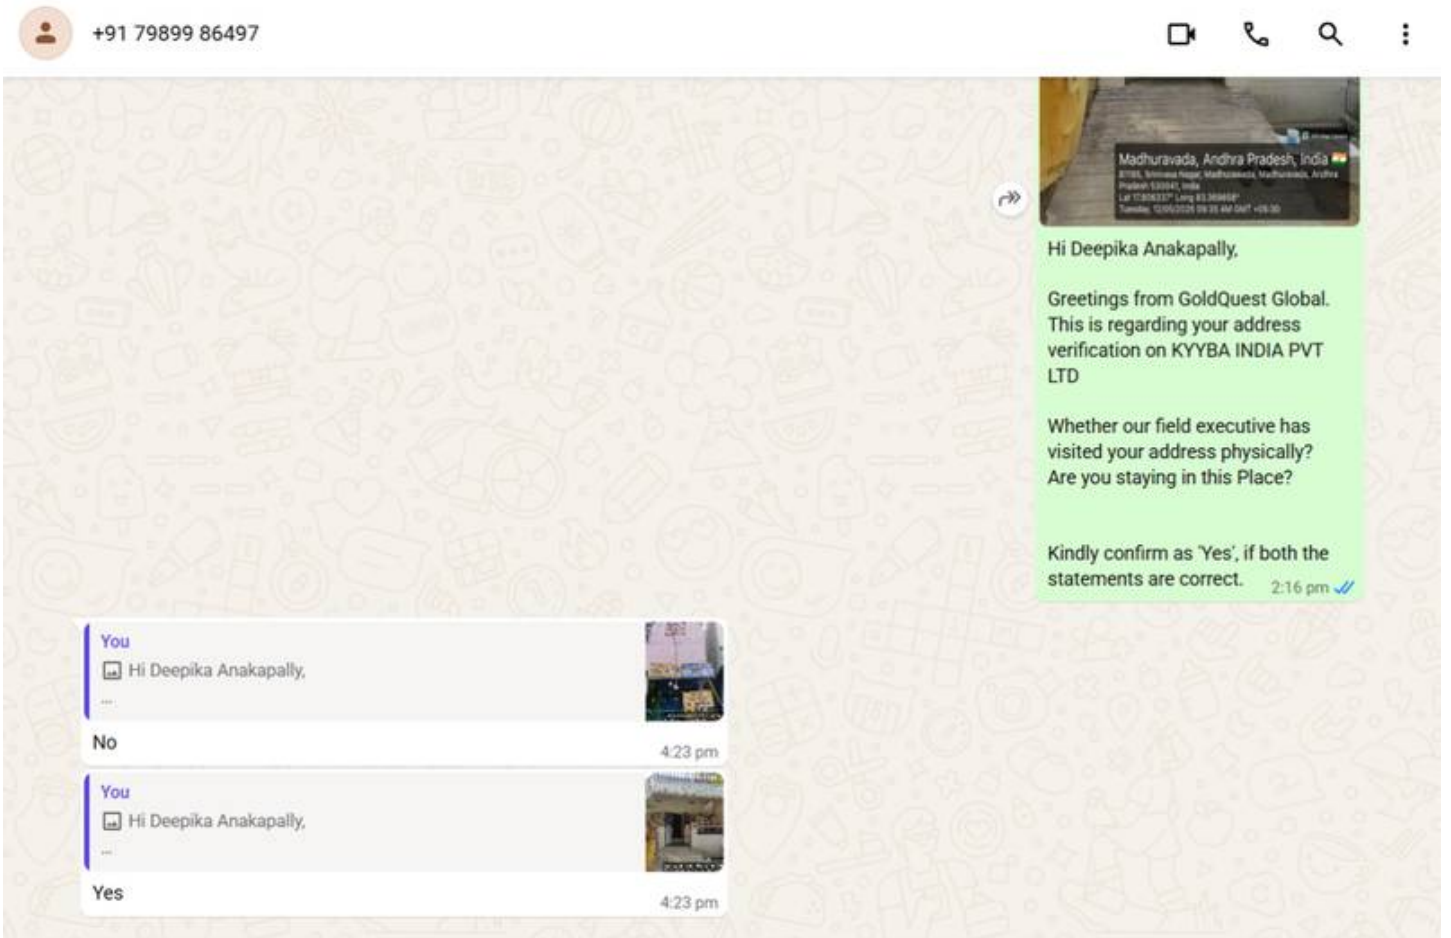 +91 79899 86497
Madhuravada, Andhra Pradesh, India
Pradesh 530041, India
Hi Deepika Anakapally,
Greetings from GoldQuest Global.
This is regarding your address
verification on KYYBA INDIA PVT
LTD
Whether our field executive has
visited your address physically?
Are you staying in this Place?
Kindly confirm as 'Yes', if both the
statements are correct.
2:16 pm
You
Hi Deepika Anakapally,
...
No
4:23 pm
You
Hi Deepika Anakapally,
...
Yes
4:23 pm